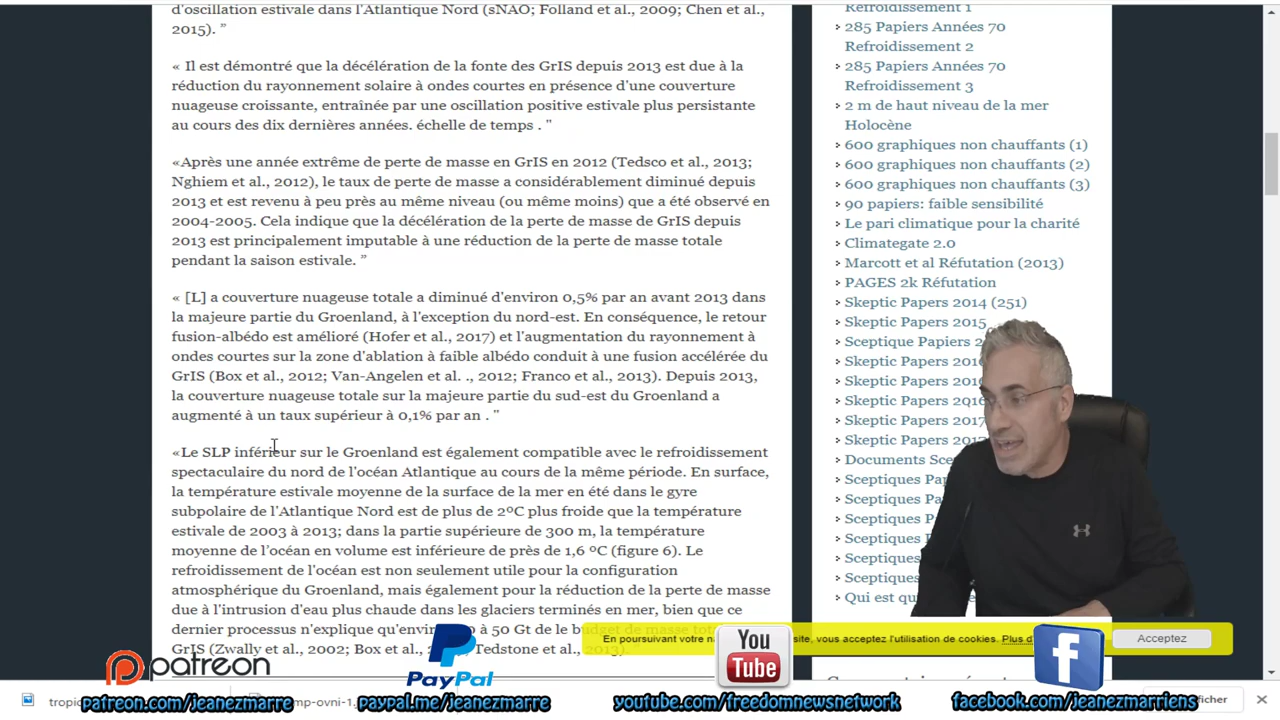 d'oscillation estivale dans l'Atlantique Nord (sNAO; Folland et al., 2009; Chen et al.,
2015). ”
« Il est démontré que la décélération de la fonte des GrIS depuis 2013 est due à la
réduction du rayonnement solaire à ondes courtes en présence d'une couverture
nuageuse croissante, entraînée par une oscillation positive estivale plus persistante
au cours des dix dernières années. échelle de temps . "
«Après une année extrême de perte de masse en GrIS en 2012 (Tedsco et al., 2013;
Nghiem et al., 2012), le taux de perte de masse a considérablement diminué depuis
2013 et est revenu à peu près au même niveau (ou même moins) que a été observé en
2004-2005. Cela indique que la décélération de la perte de masse de GrIS depuis
2013 est principalement imputable à une réduction de la perte de masse totale
pendant la saison estivale. ”
« [L] a couverture nuageuse totale a diminué d'environ 0,5% par an avant 2013 dans
la majeure partie du Groenland, à l'exception du nord-est. En conséquence, le retour
fusion-albédo est amélioré (Hofer et al., 2017) et l'augmentation du rayonnement à
ondes courtes sur la zone d'ablation à faible albédo conduit à une fusion accélérée du
GrIS (Box et al., 2012; Van-Angelen et al. ., 2012; Franco et al., 2013). Depuis 2013,
la couverture nuageuse totale sur la majeure partie du sud-est du Groenland a
augmenté à un taux supérieur à 0,1% par an . ”
«Le SLP inférieur sur le Groenland est également compatible avec le refroidissement
spectaculaire du nord de l'océan Atlantique au cours de la même période. En surface,
la température estivale moyenne de la surface de la mer en été dans le gyre
subpolaire de l'Atlantique Nord est de plus de 2ºC plus froide que la température
estivale de 2003 à 2013; dans la partie supérieure de 300 m, la température
moyenne de l'océan en volume est inférieure de près de 1,6 ºC (figure 6). Le
refroidissement de l'océan est non seulement utile pour la configuration
atmosphérique du Groenland, mais également pour la réduction de la perte de masse
due à l'intrusion d'eau plus chaude dans les glaciers terminés en mer, bien que ce
dernier processus n'explique qu'environ à 50 Gt de le budget de masse
GrIS (Zwally et al., 2002; Box et al., Tedstone et al., 2013). ”
Refroidissement 1
285 Papiers Années 70
Refroidissement 2
285 Papiers Années 70
Refroidissement 3
2 m de haut niveau de la mer
Holocène
600 graphiques non chauffants (1)
600 graphiques non chauffants (2)
600 graphiques non chauffants (3)
90 papiers: faible sensibilité
Le pari climatique pour la charité
Climategate 2.0
Marcott et al Réfutation (2013)
PAGES 2k Réfutation
Skeptic Papers 2014 (251)
Skeptic Papers 2015
Sceptique Papiers 2
Skeptic Papers 201
Skeptic Papers 201
Skeptic Papers 2016
Skeptic Papers 2017
Skeptic Papers 2017
Documents Sce
Sceptiques Pa
Sceptiques
Sceptiques
Sceptiques
Sceptiques
Sceptiques
Qui est qui
En poursuivant votre site, vous acceptez l'utilisation de cookies. Plus d'
Acceptez
patreon
PayPal
You
Tube
f
tropic
mp-ovni-1.
ficher
patreon.com/jeanezmarre
paypal.me/jeanezmarre
youtube.com/freedomnewsnetwork
facebook.com/jeanezmarriens